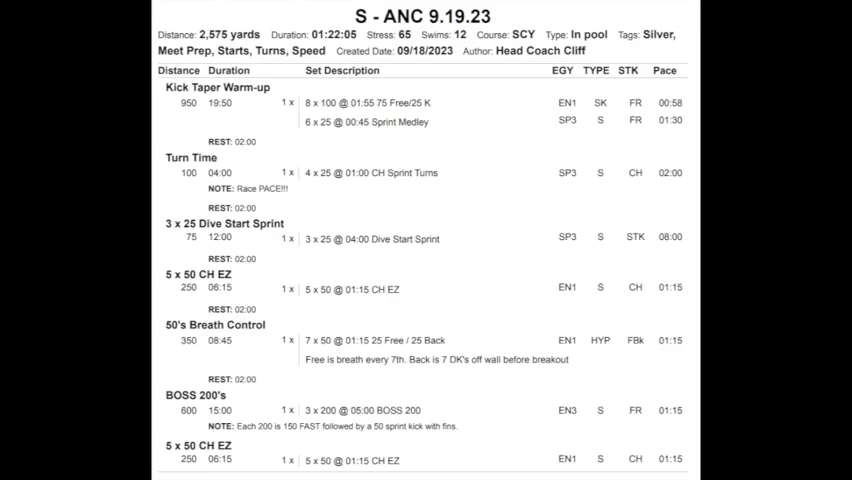 S - ANC 9.19.23
Distance: 2,575 yards Duration: 01:22:05 Stress: 65 Swims: 12 Course: SCY Type: In pool Tags: Silver,
Meet Prep, Starts, Turns, Speed Created Date: 09/18/2023 Author: Head Coach Cliff
Distance Duration Set Description EGY TYPE STK Pace
Kick Taper Warm-up
950 19:50 1 x 8 x 100 @ 01:55 75 Free/25 K EN1 SK FR 00:58
6 x 25 @ 00:45 Sprint Medley SP3 S FR 01:30
REST: 02:00
Turn Time
100 04:00 1 x 4 x 25 @ 01:00 CH Sprint Turns SP3 S CH 02:00
NOTE: Race PACE!!!
REST: 02:00
3 x 25 Dive Start Sprint
75 12:00 1 x 3 x 25 @ 04:00 Dive Start Sprint SP3 S STK 08:00
REST: 02:00
5 x 50 CH EZ
250 06:15 1 x 5 x 50 @ 01:15 CH EZ EN1 S CH 01:15
REST: 02:00
50's Breath Control
350 08:45 1 x 7 x 50 @ 01:15 25 Free / 25 Back EN1 HYP FBk 01:15
Free is breath every 7th. Back is 7 DK's off wall before breakout
REST: 02:00
BOSS 200's
600 15:00 1 x 3 x 200 @ 05:00 BOSS 200 EN3 S FR 01:15
NOTE: Each 200 is 150 FAST followed by a 50 sprint kick with fins.
5 x 50 CH EZ
250 06:15 1 x 5 x 50 @ 01:15 CH EZ EN1 S CH 01:15